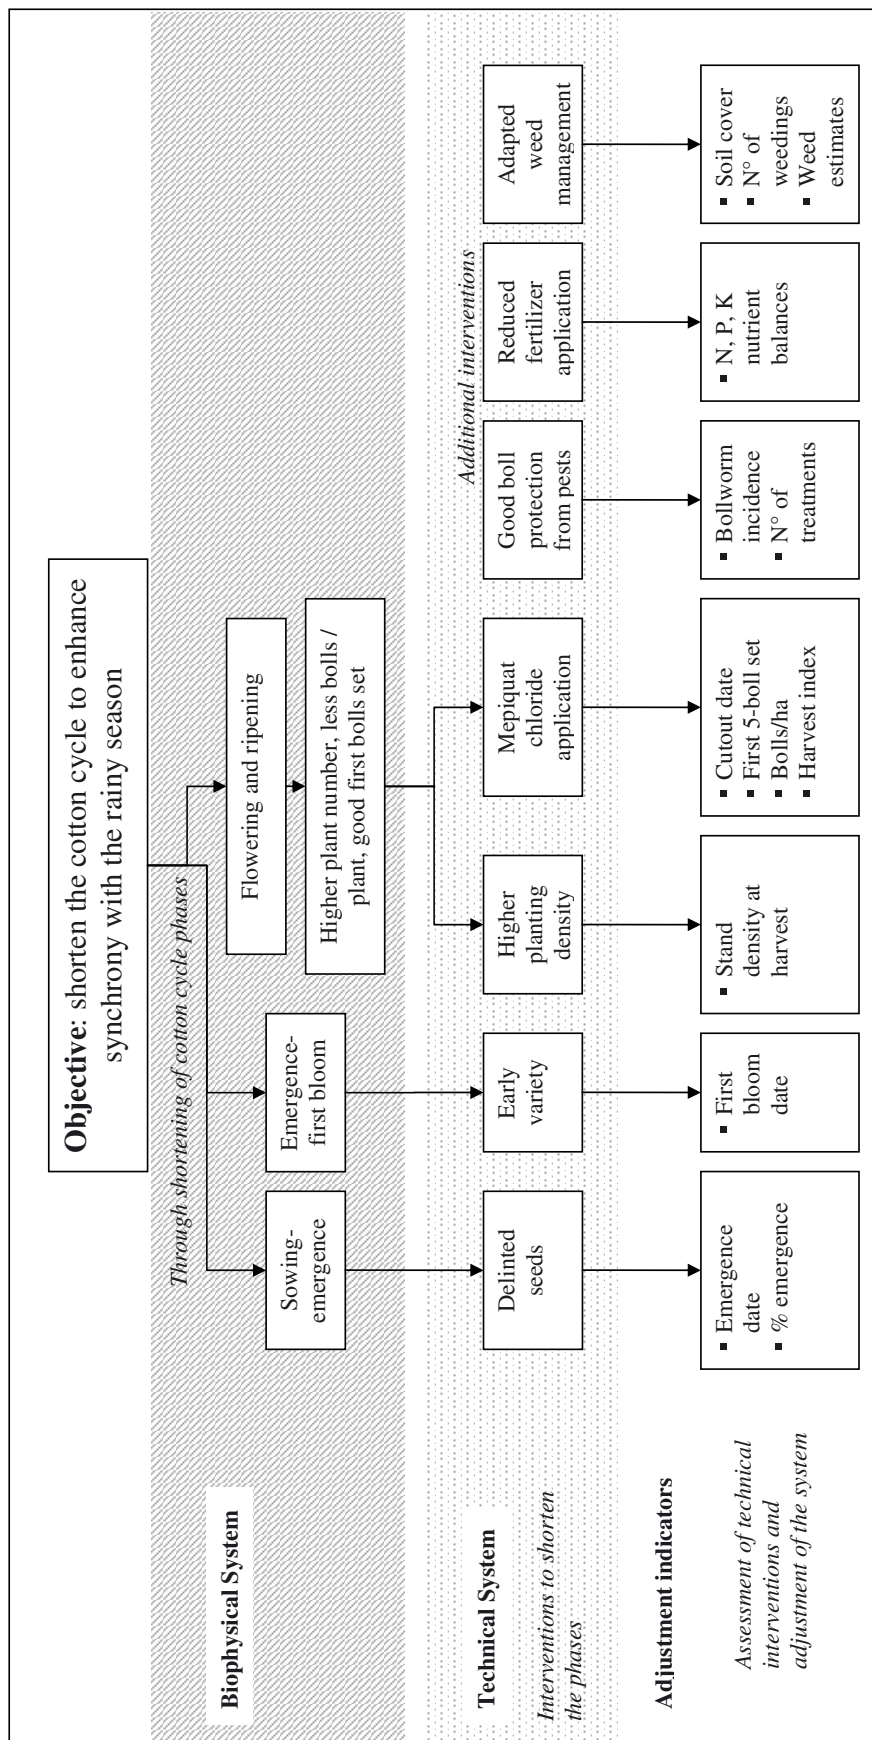 Objective: shorten the cotton cycle to enhance
synchrony with the rainy season
Through shortening of cotton cycle phases
Biophysical System
Sowing-
emergence
Emergence-
first bloom
Flowering and ripening
Higher plant number, less bolls /
plant, good first bolls set
Technical System
Interventions to shorten
the phases
Additional interventions
Delinted
seeds
Early
variety
Higher
planting
density
Mepiquat
chloride
application
Good boll
protection
from pests
Reduced
fertilizer
application
Adapted
weed
management
Adjustment indicators
Assessment of technical
interventions and
adjustment of the system
▪ Emergence
date
▪ % emergence
▪ First
bloom
date
▪ Stand
density at
harvest
▪ Cutout date
▪ First 5-boll set
▪ Bolls/ha
▪ Harvest index
▪ Bollworm
incidence
▪ N° of
treatments
▪ N, P, K
nutrient
balances
▪ Soil cover
▪ N° of
weedings
▪ Weed
estimates